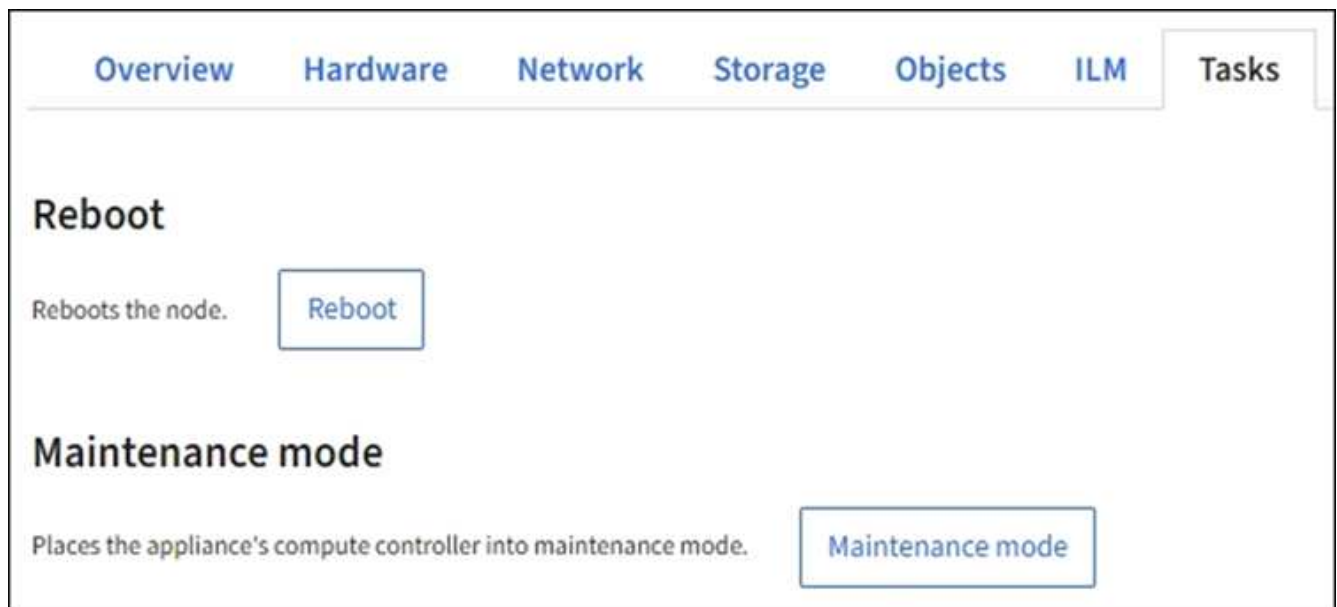 Overview Hardware Network Storage Objects ILM Tasks
Reboot
Reboots the node. Reboot
Maintenance mode
Places the appliance's compute controller into maintenance mode. Maintenance mode